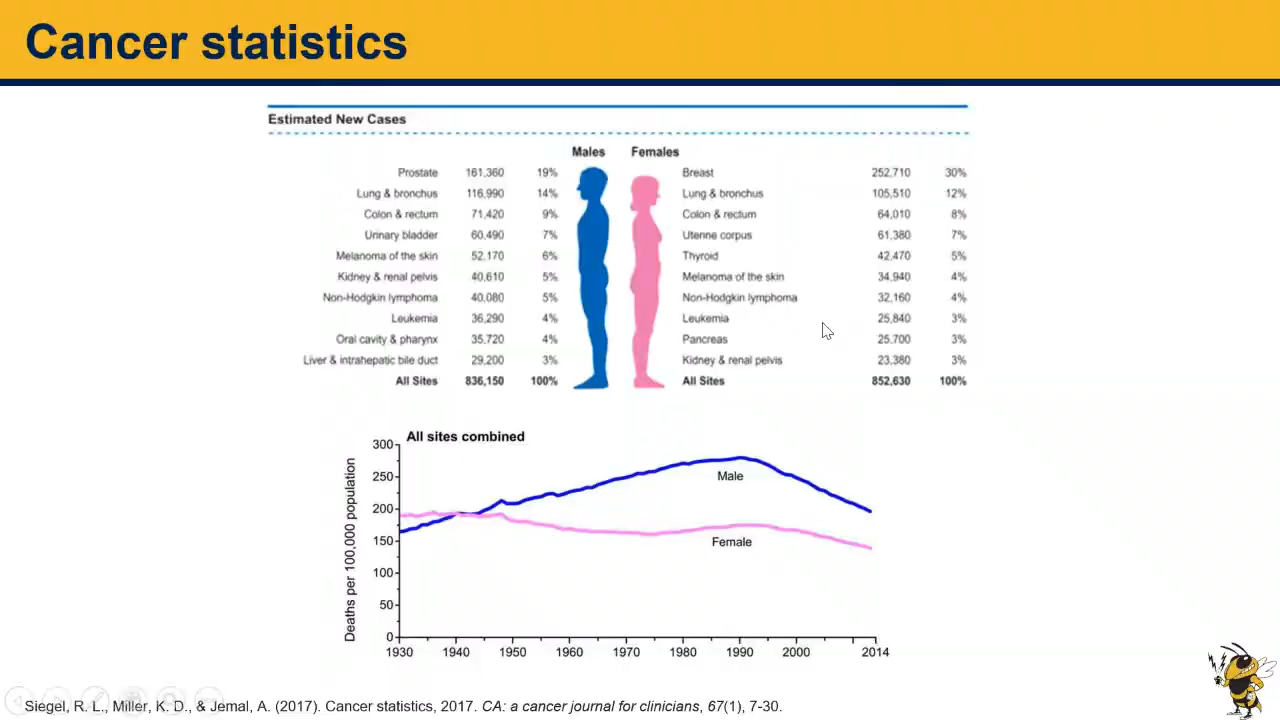 Cancer statistics
Estimated New Cases
Males Females
Prostate 161,360 19% Breast 252,710 30%
Lung & bronchus 116,990 14% Lung & bronchus 105,510 12%
Colon & rectum 71,420 9% Colon & rectum 64,010 8%
Urinary bladder 60,490 7% Uterine corpus 61,380 7%
Melanoma of the skin 52,170 6% Thyroid 42,470 5%
Kidney & renal pelvis 40,610 5% Melanoma of the skin 34,940 4%
Non-Hodgkin lymphoma 40,080 5% Non-Hodgkin lymphoma 32,160 4%
Leukemia 36,290 4% Leukemia 25,840 3%
Oral cavity & pharynx 35,720 4% Pancreas 25,700 3%
Liver & intrahepatic bile duct 29,200 3% Kidney & renal pelvis 23,380 3%
All Sites 836,150 100% All Sites 852,630 100%
All sites combined
Deaths per 100,000 population
300
250
200
150
100
50
0
Male
Female
1930 1940 1950 1960 1970 1980 1990 2000 2014
Siegel, R. L., Miller, K. D., & Jemal, A. (2017). Cancer statistics, 2017. CA: a cancer journal for clinicians, 67(1), 7-30.